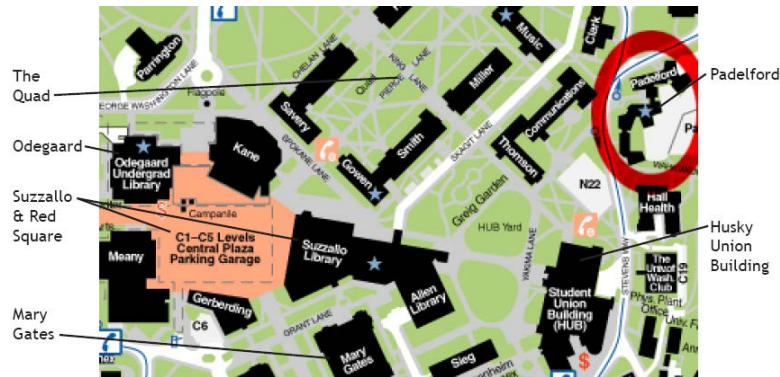 The
Quad
Odegaard
Suzzallo
& Red
Square
Mary
Gates
Padelford
Husky
Union
Building
Parrington
WASHINGTON LANE
Flagpole
CHELAN LANE
KING LANE
Quad
PIERCE LANE
Music
Clark
Padelford
Miller
Communications
Savery
Smith
SKAGIT LANE
Thomson
SPOKANE LANE
Gowen
Kane
Odegaard
Undergrad
Library
N22
Hall
Health
Greig Garden
Campanile
C1–C5 Levels
Central Plaza
Parking Garage
Suzzallo
Library
HUB Yard
YAKIMA LANE
STEVENS WAY
Meany
Allen
Library
Student
Union
Building
(HUB)
The
Univ of
Wash.
Club
C19
Gerberding
C6
GRANT LANE
Phys. Plant
Office
Mary
Gates
Sieg
$